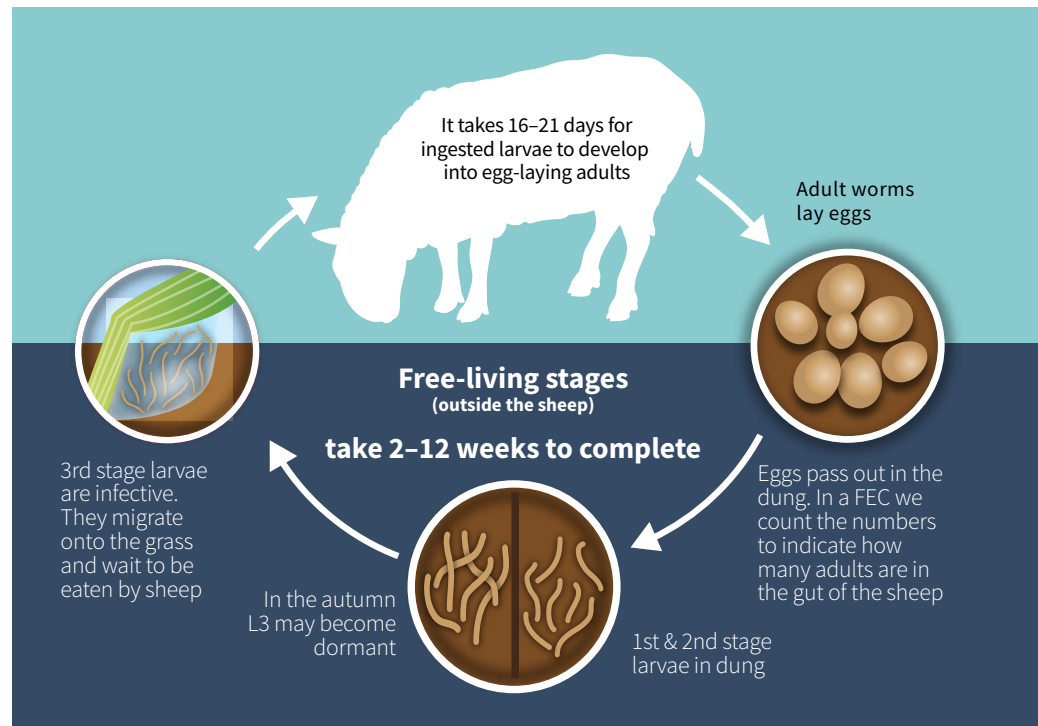 It takes 16–21 days for
ingested larvae to develop
into egg-laying adults
Adult worms
lay eggs
Free-living stages
(outside the sheep)
take 2–12 weeks to complete
3rd stage larvae
are infective.
They migrate
onto the grass
and wait to be
eaten by sheep
Eggs pass out in the
dung. In a FEC we
count the numbers
to indicate how
many adults are in
the gut of the sheep
In the autumn
L3 may become
dormant
1st & 2nd stage
larvae in dung